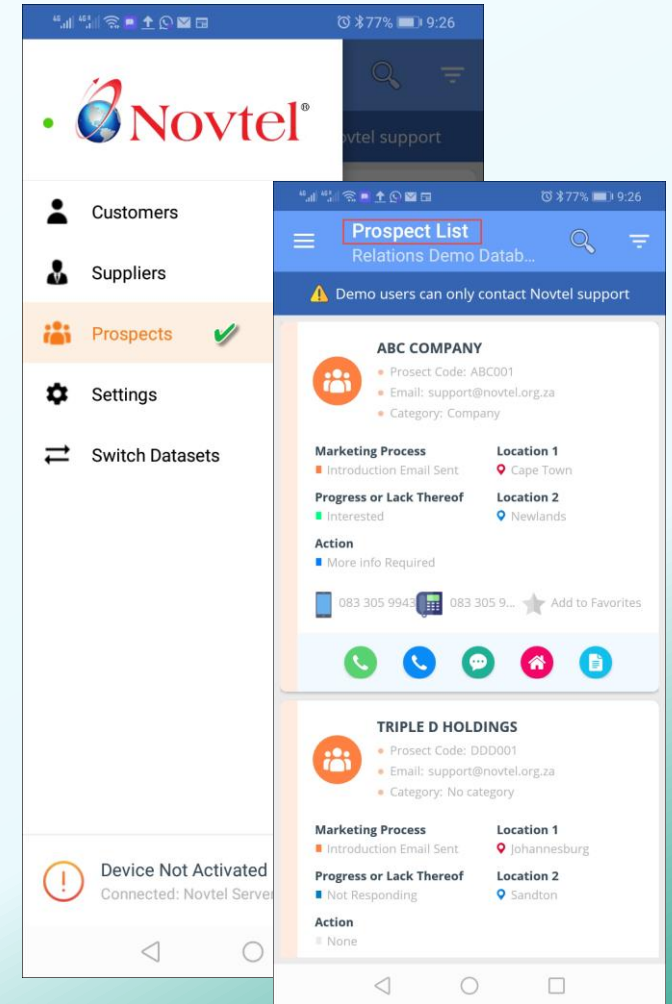 77% 9:26
Novtel®
ovtel support
Customers
Suppliers
Prospects
Settings
Switch Datasets
Device Not Activated
Connected: Novtel Server
77% 9:26
Prospect List
Relations Demo Datab...
Demo users can only contact Novtel support
ABC COMPANY
Prosect Code: ABC001
Email: support@novtel.org.za
Category: Company
Marketing Process Location 1
Introduction Email Sent Cape Town
Progress or Lack Thereof Location 2
Interested Newlands
Action
More info Required
083 305 9943 083 305 9... Add to Favorites
TRIPLE D HOLDINGS
Prosect Code: DDD001
Email: support@novtel.org.za
Category: No category
Marketing Process Location 1
Introduction Email Sent Johannesburg
Progress or Lack Thereof Location 2
Not Responding Sandton
Action
None